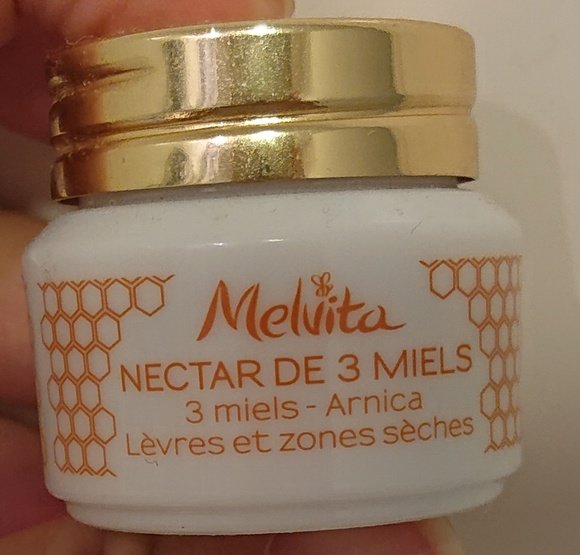 Melvita
NECTAR DE 3 MIELS
3 miels - Arnica
Lèvres et zones sèches